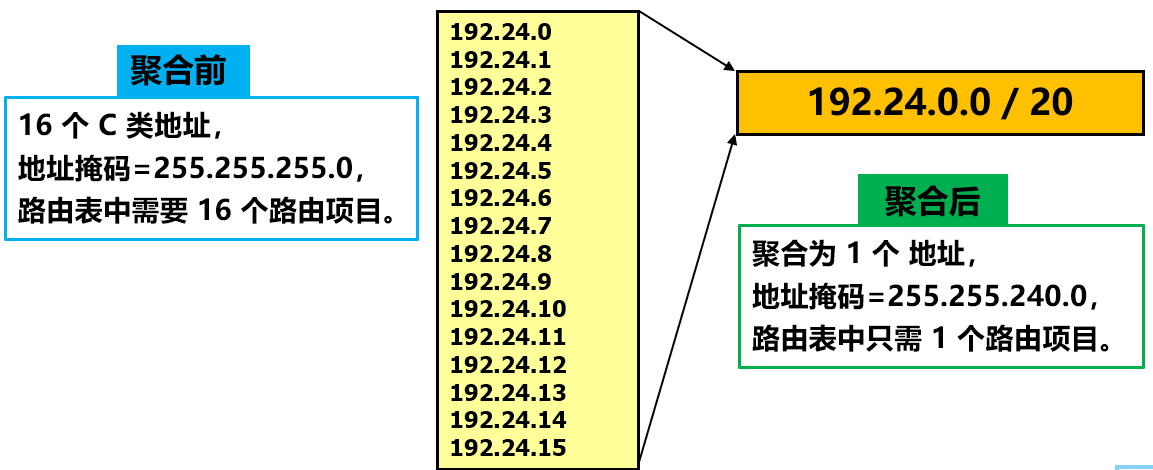 聚合前
16 个 C 类地址，
地址掩码=255.255.255.0，
路由表中需要 16 个路由项目。
192.24.0
192.24.1
192.24.2
192.24.3
192.24.4
192.24.5
192.24.6
192.24.7
192.24.8
192.24.9
192.24.10
192.24.11
192.24.12
192.24.13
192.24.14
192.24.15
192.24.0.0 / 20
聚合后
聚合为 1 个 地址，
地址掩码=255.255.240.0，
路由表中只需 1 个路由项目。